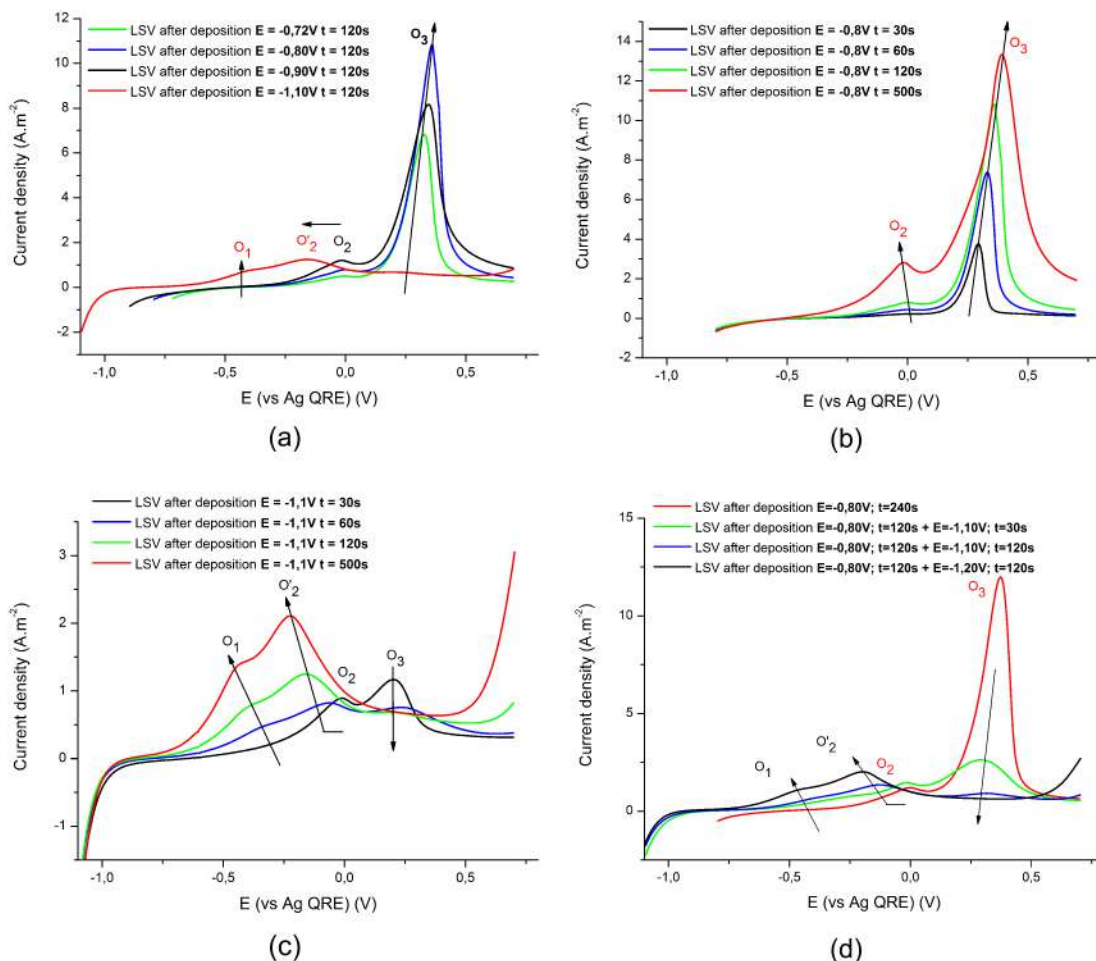 LSV after deposition E = -0,72V t = 120s
LSV after deposition E = -0,80V t = 120s
LSV after deposition E = -0,90V t = 120s
LSV after deposition E = -1,10V t = 120s
O3
O1
O'2
O2
12
10
8
6
4
2
0
-2
-1,0
-0,5
0,0
0,5
Current density (A.m-2)
E (vs Ag QRE) (V)
(a)
LSV after deposition E = -0,8V t = 30s
LSV after deposition E = -0,8V t = 60s
LSV after deposition E = -0,8V t = 120s
LSV after deposition E = -0,8V t = 500s
O3
O2
14
12
10
8
6
4
2
0
-2
-1,0
-0,5
0,0
0,5
Current density (A.m-2)
E (vs Ag QRE) (V)
(b)
LSV after deposition E = -1,1V t = 30s
LSV after deposition E = -1,1V t = 60s
LSV after deposition E = -1,1V t = 120s
LSV after deposition E = -1,1V t = 500s
O'2
O1
O2
O3
3
2
1
0
-1
-1,0
-0,5
0,0
0,5
Current density (A.m-2)
E (vs Ag QRE) (V)
(c)
LSV after deposition E=-0,80V; t=240s
LSV after deposition E=-0,80V; t=120s + E=-1,10V; t=30s
LSV after deposition E=-0,80V; t=120s + E=-1,10V; t=120s
LSV after deposition E=-0,80V; t=120s + E=-1,20V; t=120s
O3
O'2
O1
O2
15
10
5
0
-1,0
-0,5
0,0
0,5
Current density (A.m-2)
E (vs Ag QRE) (V)
(d)